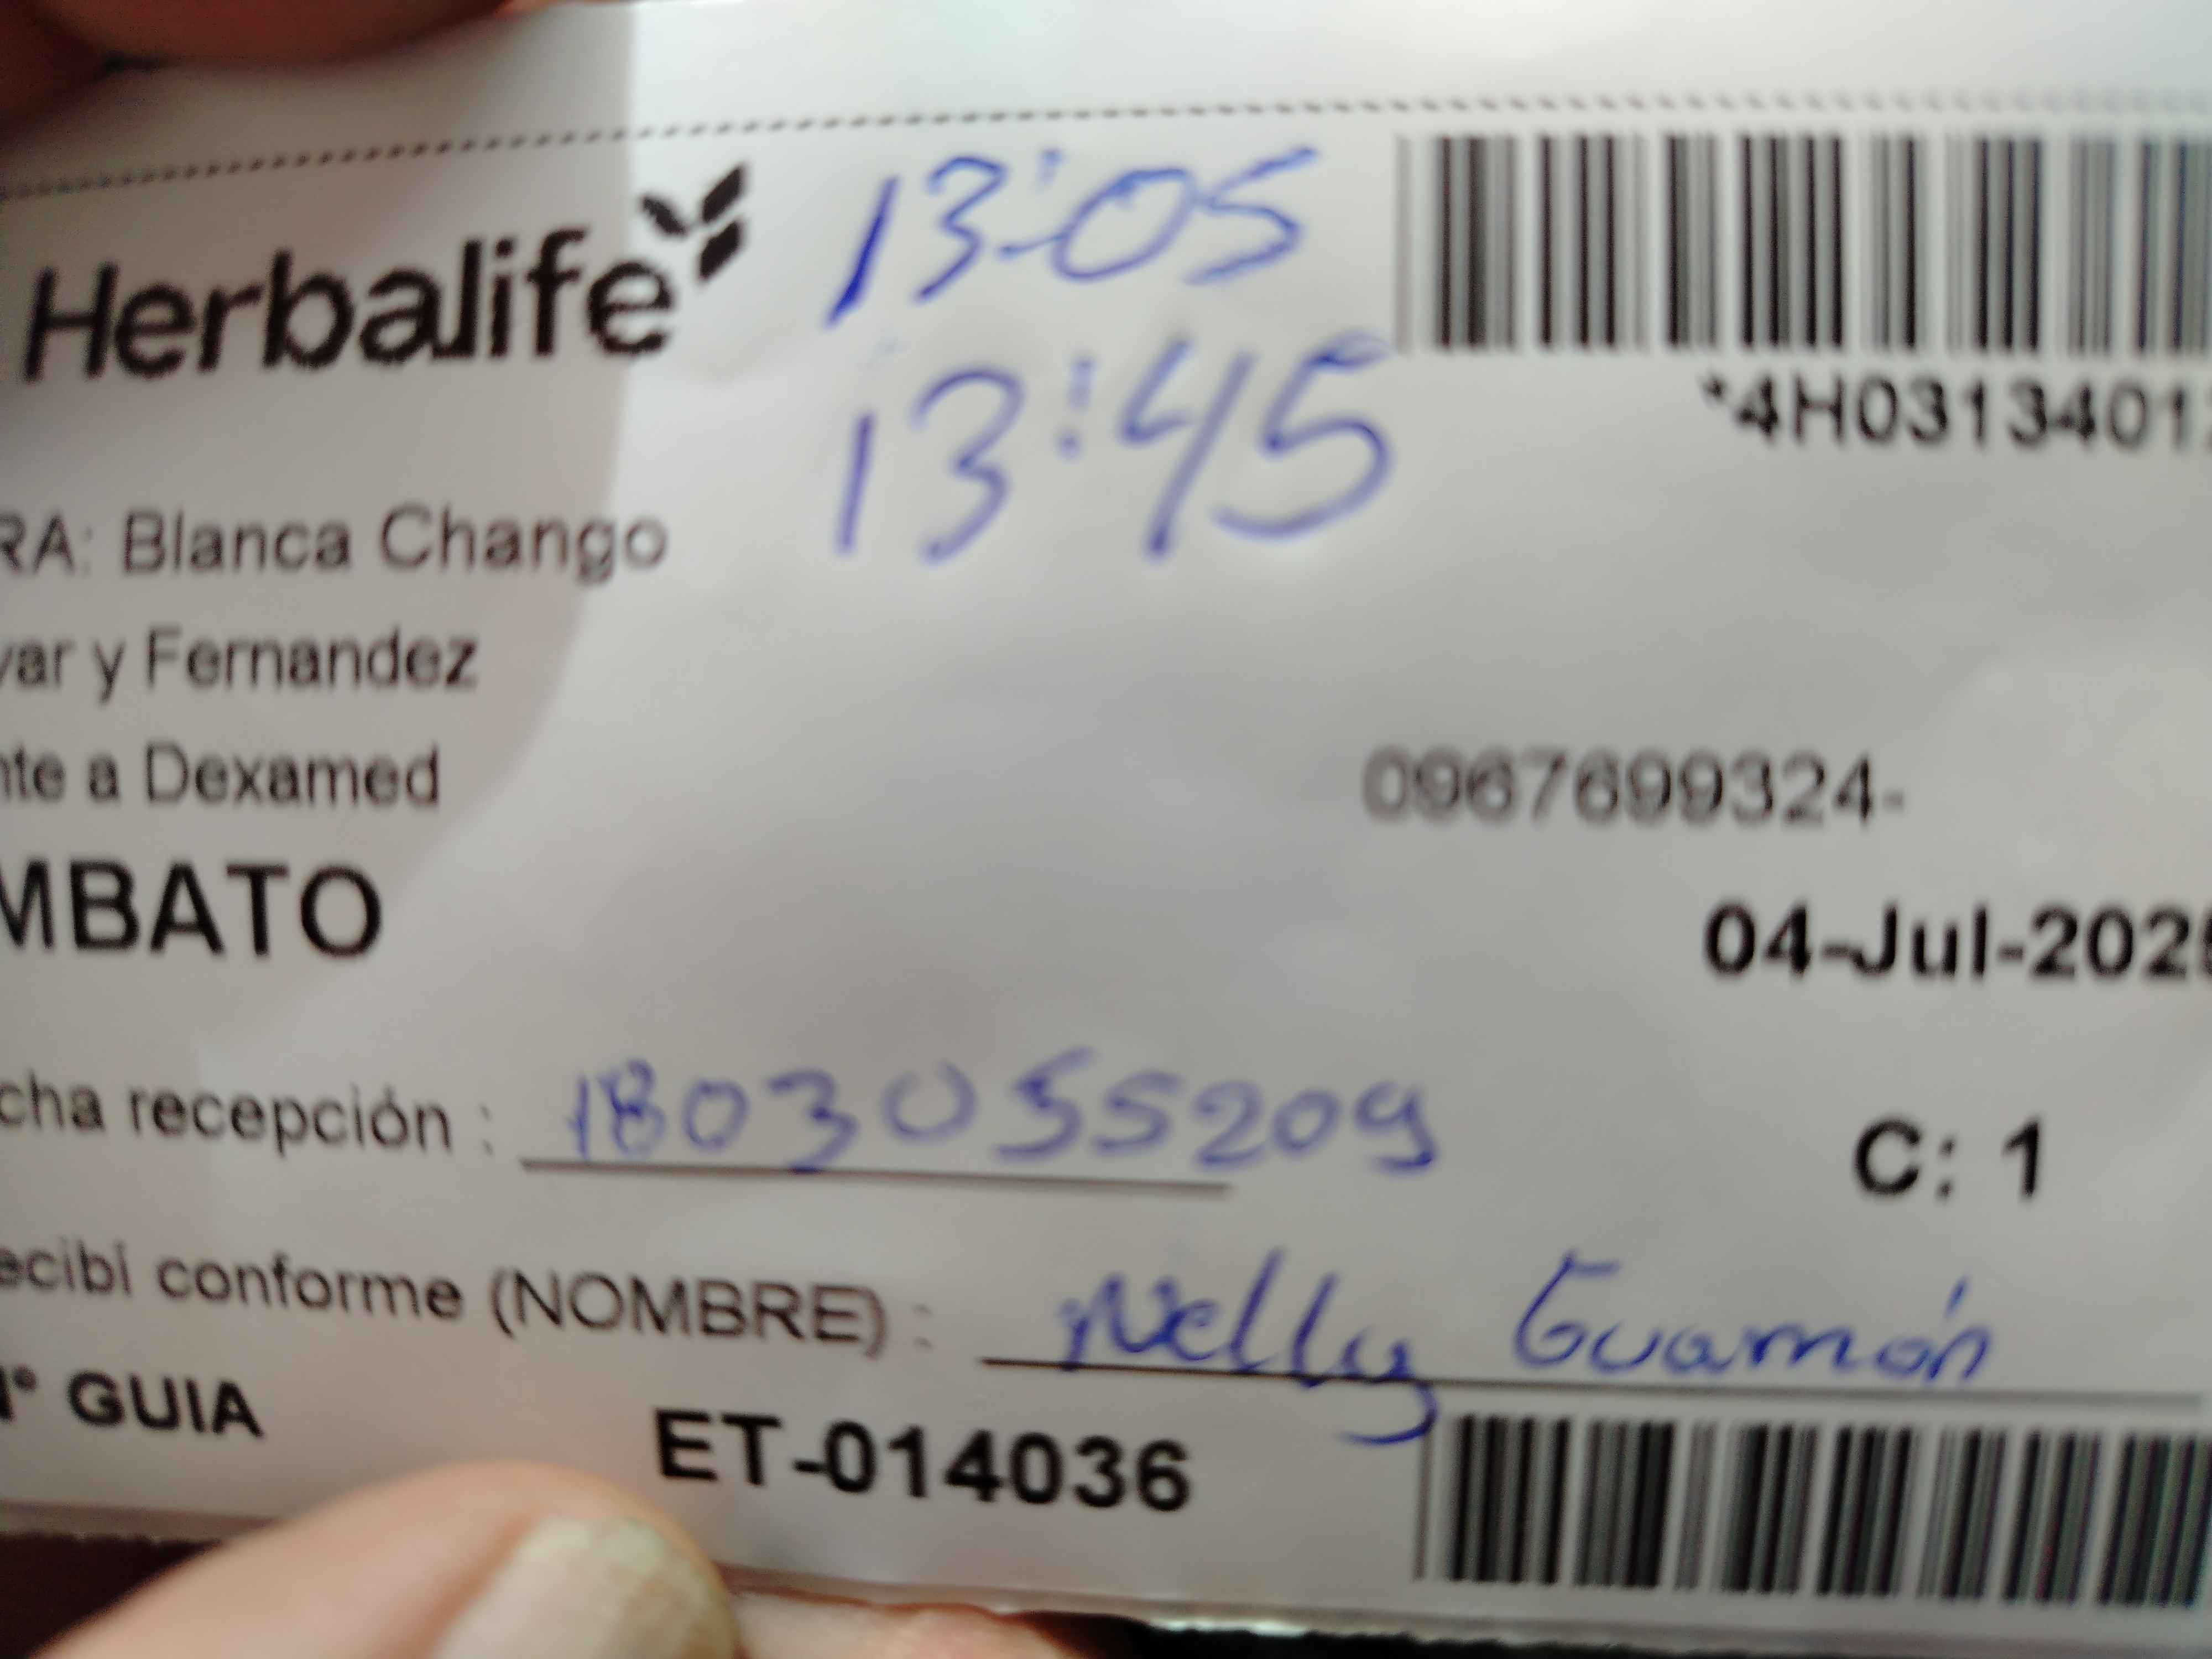 Herbalife
13:05
13:45
*4H0313401
RA: Blanca Chango
var y Fernandez
nte a Dexamed
0967699324-
MBATO
04-Jul-202
cha recepción : 1803055209
C: 1
ecibí conforme (NOMBRE) : Nelly Guamán
N° GUIA ET-014036